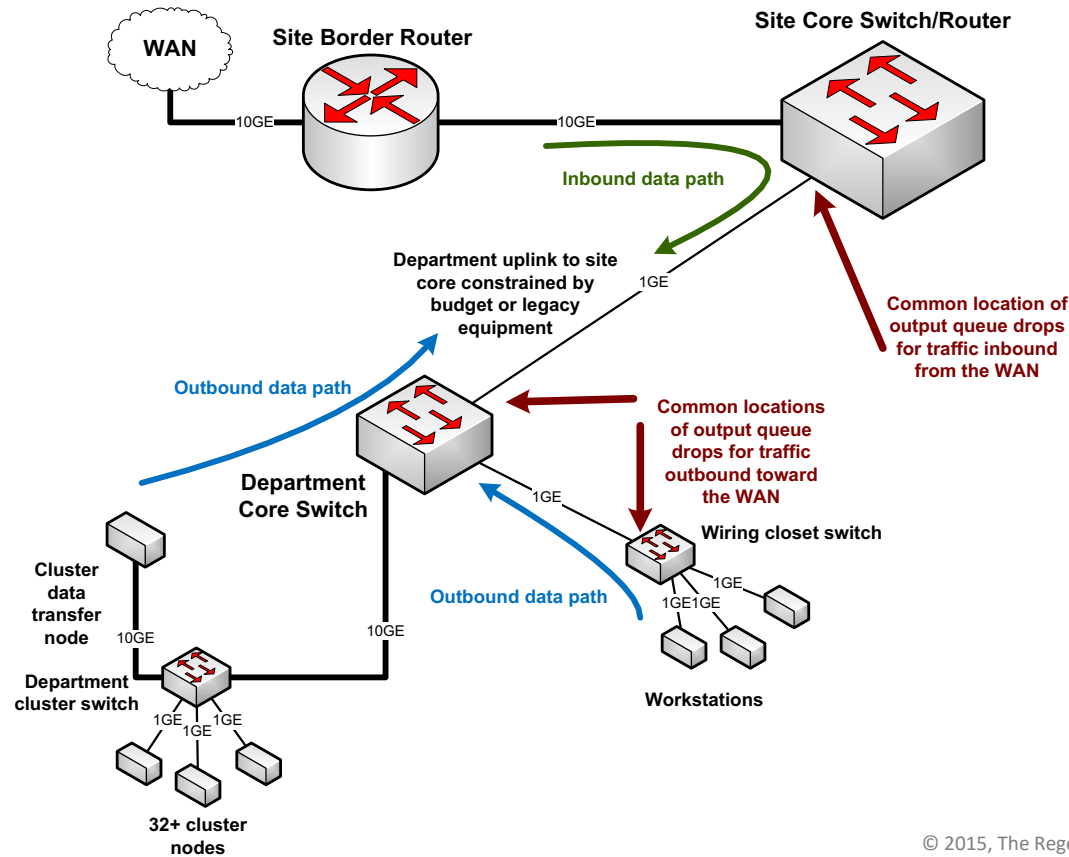 WAN
Site Border Router
Site Core Switch/Router
10GE
10GE
Inbound data path
Department uplink to site
core constrained by
budget or legacy
equipment
1GE
Common location of
output queue drops
for traffic inbound
from the WAN
Outbound data path
Common locations
of output queue
drops for traffic
outbound toward
the WAN
Department
Core Switch
1GE
Wiring closet switch
Cluster
data
transfer
node
Outbound data path
1GE
1GE
1GE
10GE
10GE
Department
cluster switch
Workstations
1GE
1GE
1GE
32+ cluster
nodes
© 2015, The Rege